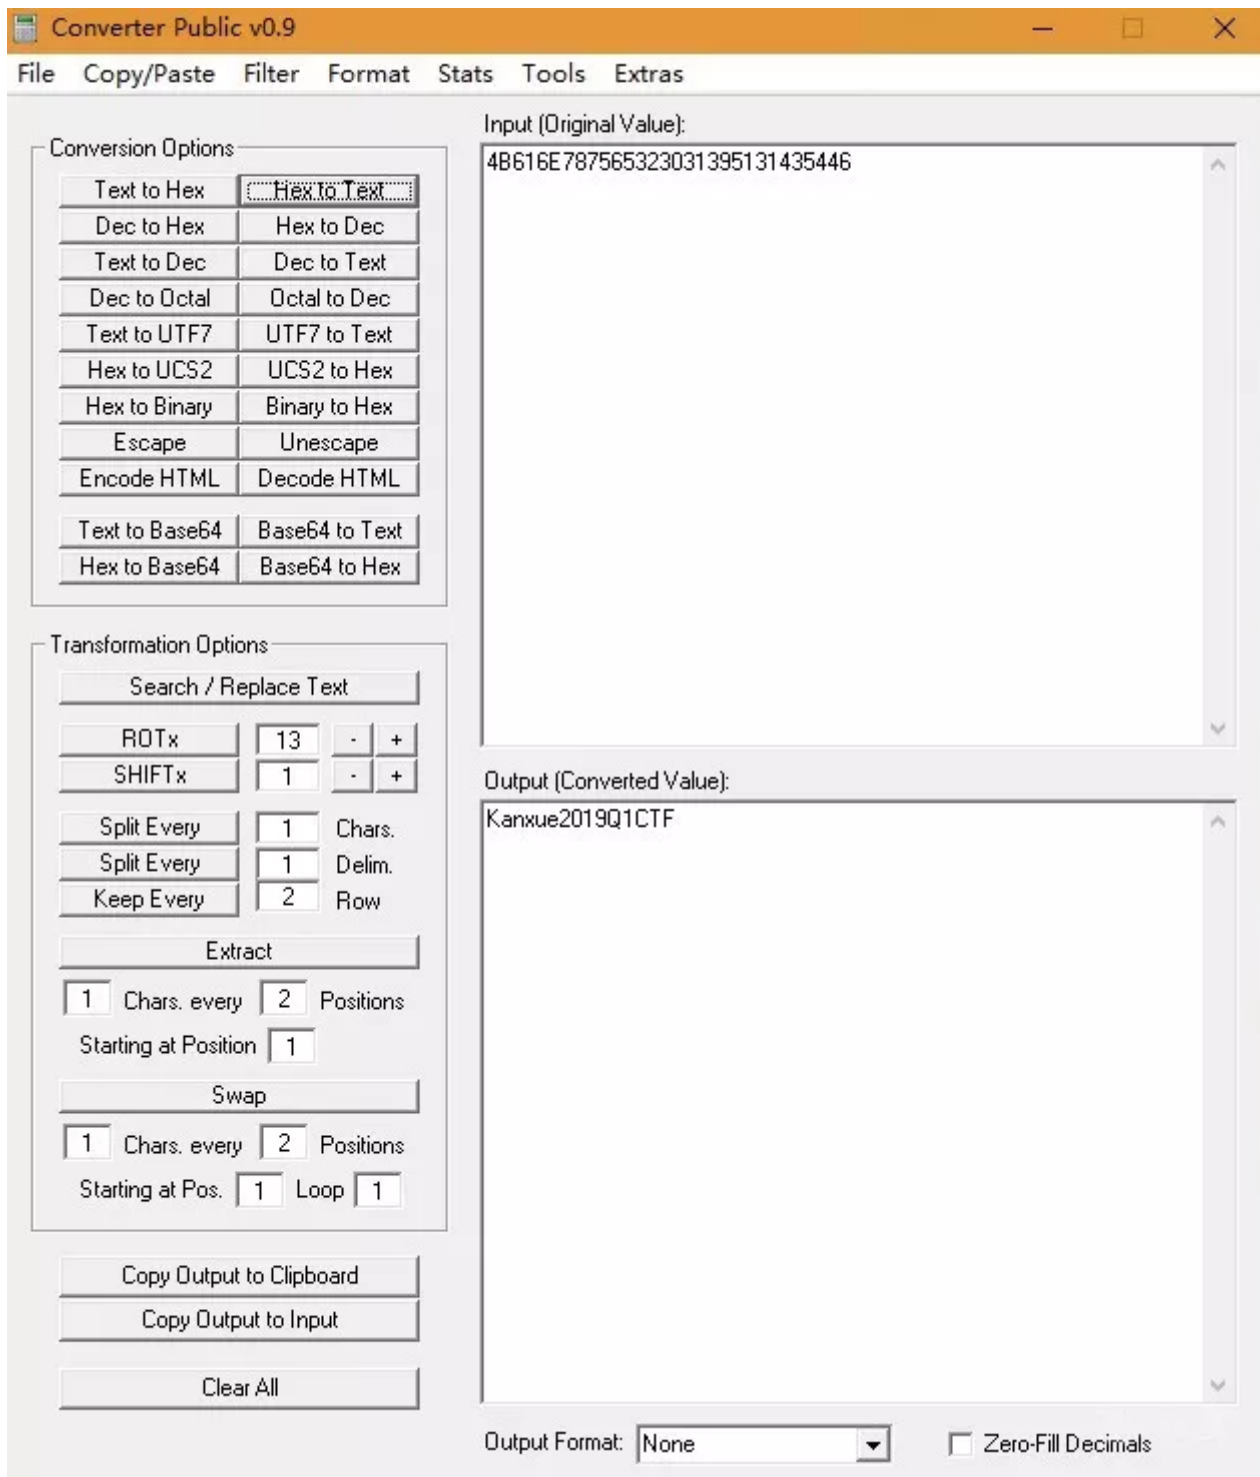 Converter Public v0.9
File Copy/Paste Filter Format Stats Tools Extras
Conversion Options
Text to Hex Hex to Text
Dec to Hex Hex to Dec
Text to Dec Dec to Text
Dec to Octal Octal to Dec
Text to UTF7 UTF7 to Text
Hex to UCS2 UCS2 to Hex
Hex to Binary Binary to Hex
Escape Unescape
Encode HTML Decode HTML
Text to Base64 Base64 to Text
Hex to Base64 Base64 to Hex
Transformation Options
Search / Replace Text
ROTx 13 - +
SHIFTx 1 - +
Split Every 1 Chars.
Split Every 1 Delim.
Keep Every 2 Row
Extract
1 Chars. every 2 Positions
Starting at Position 1
Swap
1 Chars. every 2 Positions
Starting at Pos. 1 Loop 1
Copy Output to Clipboard
Copy Output to Input
Clear All
Input (Original Value):
4B616E787565323031395131435446
Output (Converted Value):
Kanxue2019Q1CTF
Output Format: None Zero-Fill Decimals